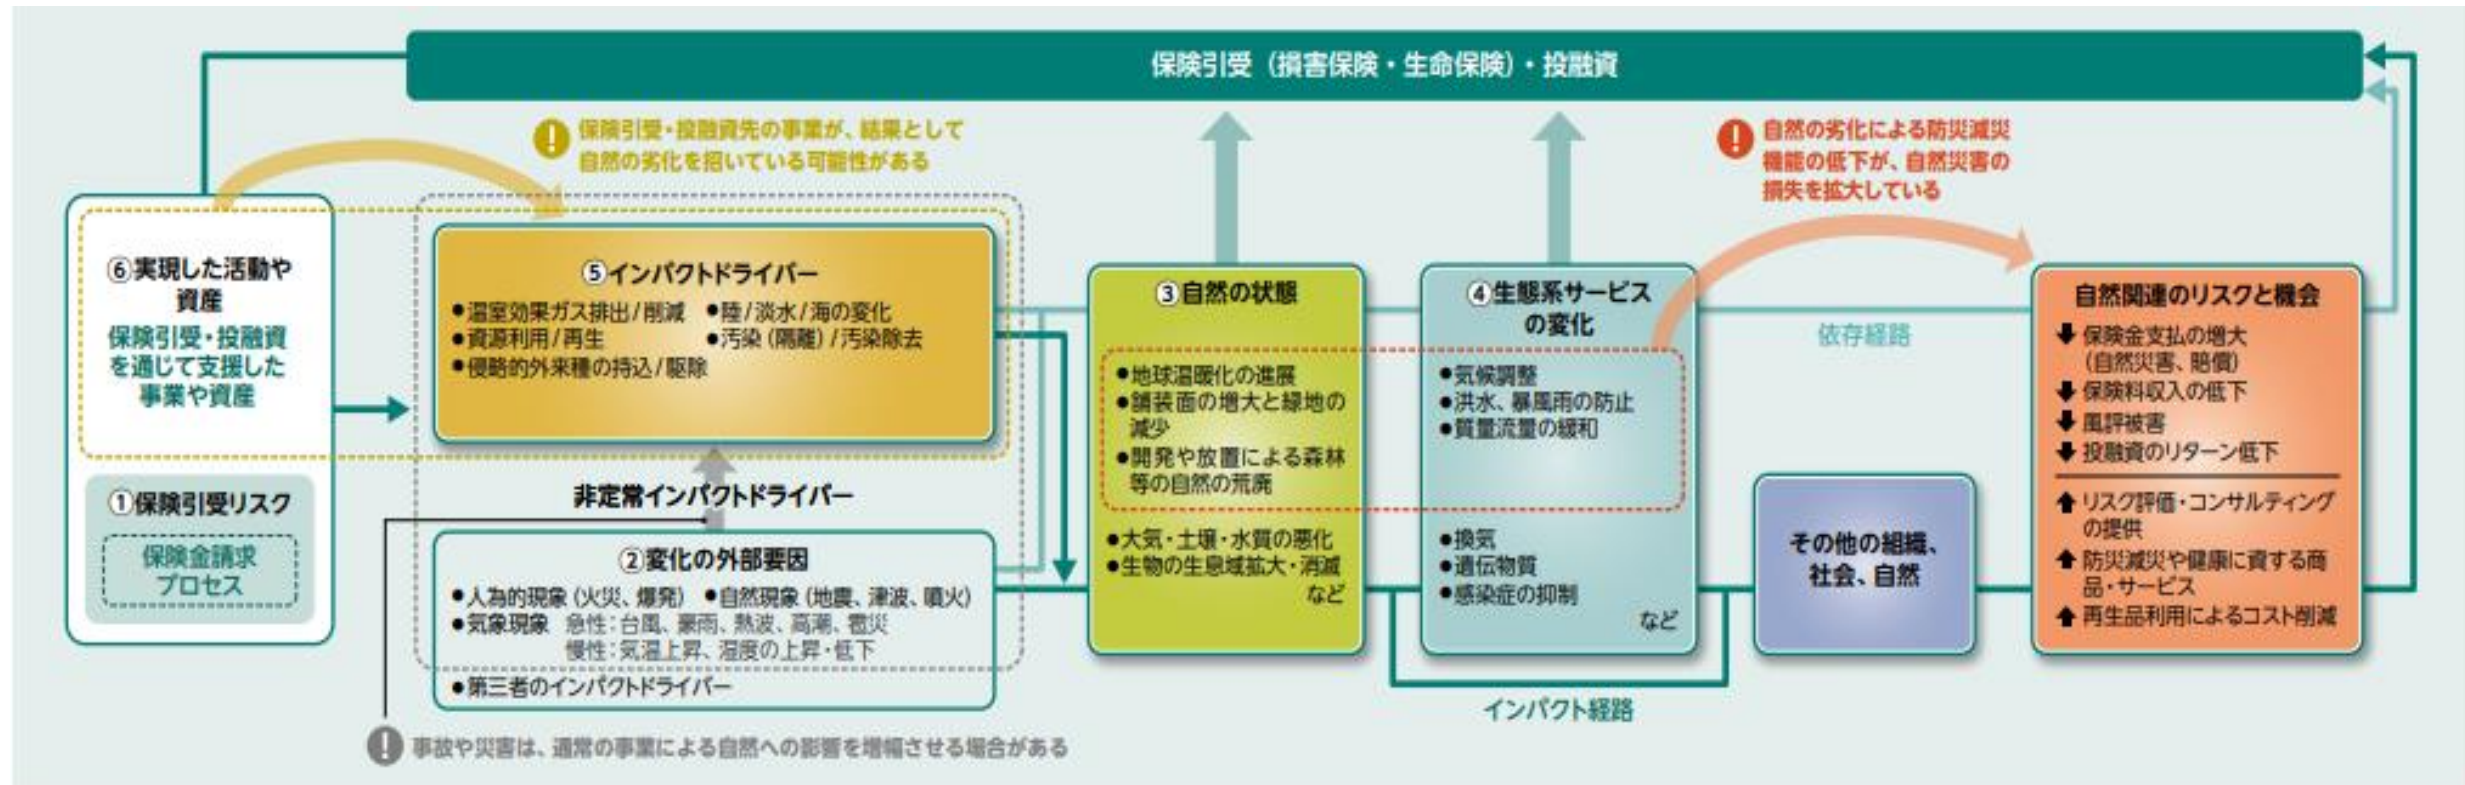 保険引受（損害保険・生命保険）・投融資
保険引受・投融資先の事業が、結果として
自然の劣化を招いている可能性がある
自然の劣化による防災減災
機能の低下が、自然災害の
損失を拡大している
⑥実現した活動や
資産
保険引受・投融資
を通じて支援した
事業や資産
①保険引受リスク
保険金請求
プロセス
⑤インパクトドライバー
●温室効果ガス排出/削減 ●陸/淡水/海の変化
●資源利用/再生 ●汚染（隔離）/汚染除去
●侵略的外来種の持込/駆除
非定常インパクトドライバー
②変化の外部要因
●人為的現象（火災、爆発） ●自然現象（地震、津波、噴火）
●気象現象 急性：台風、豪雨、熱波、高潮、雹災
慢性：気温上昇、湿度の上昇・低下
●第三者のインパクトドライバー
事故や災害は、通常の事業による自然への影響を増幅させる場合がある
③自然の状態
●地球温暖化の進展
●舗装面の増大と緑地の
減少
●開発や放置による森林
等の自然の荒廃
●大気・土壌・水質の悪化
●生物の生息域拡大・消滅
など
④生態系サービス
の変化
●気候調整
●洪水、暴風雨の防止
●質量流量の緩和
●換気
●遺伝物質
●感染症の抑制
など
依存経路
インパクト経路
その他の組織、
社会、自然
自然関連のリスクと機会
保険金支払の増大
（自然災害、賠償）
保険料収入の低下
風評被害
投融資のリターン低下
リスク評価・コンサルティング
の提供
防災減災や健康に資する商
品・サービス
再生品利用によるコスト削減